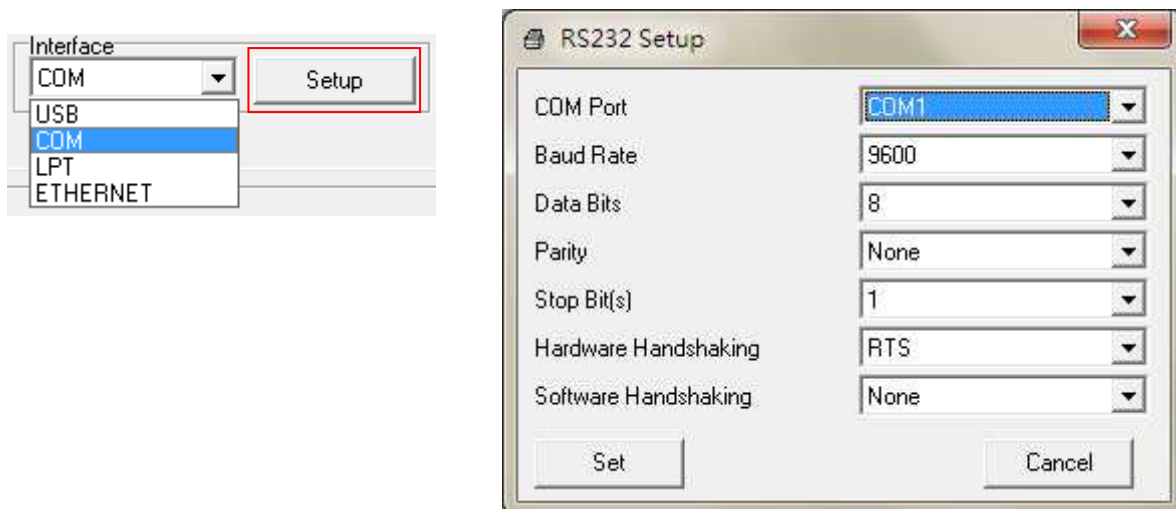 Interface
COM
Setup
USB
COM
LPT
ETHERNET
RS232 Setup
COM Port COM1
Baud Rate 9600
Data Bits 8
Parity None
Stop Bit(s) 1
Hardware Handshaking RTS
Software Handshaking None
Set Cancel